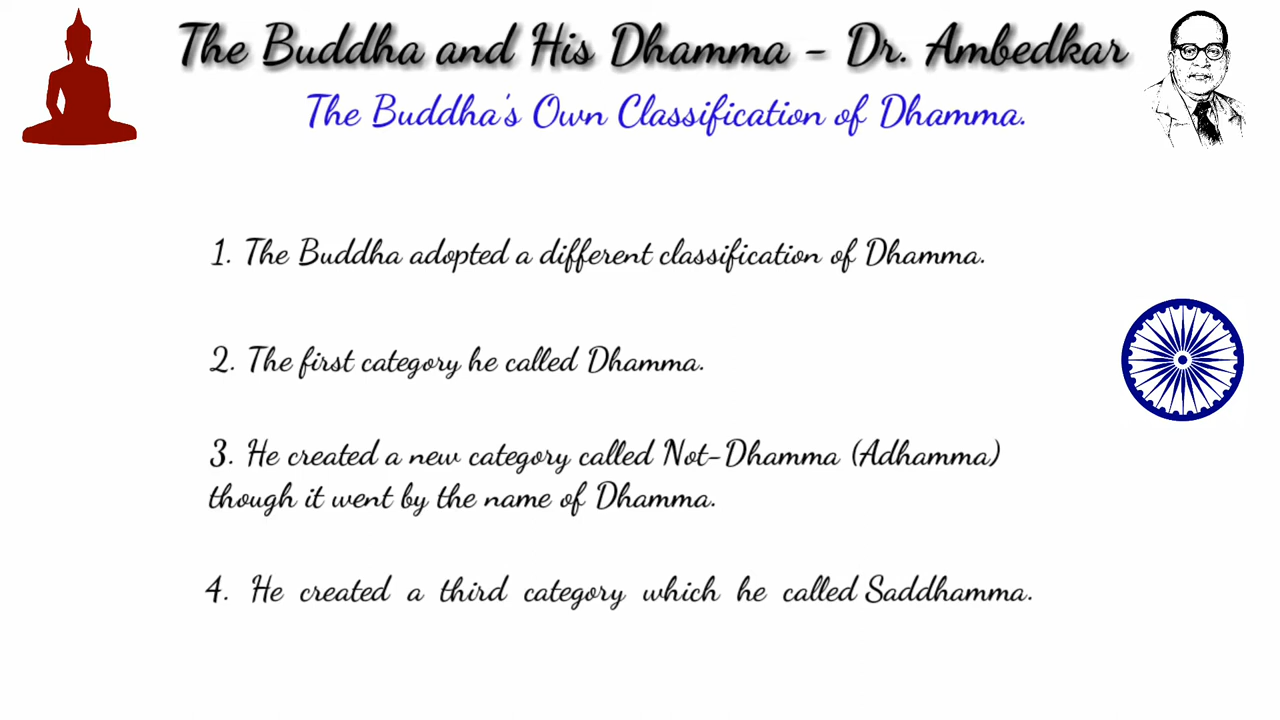 The Buddha and His Dhamma - Dr. Ambedkar
The Buddha's Own Classification of Dhamma.
1. The Buddha adopted a different classification of Dhamma.
2. The first category he called Dhamma.
3. He created a new category called Not-Dhamma (Adhamma)
though it went by the name of Dhamma.
4. He created a third category which he called Saddhamma.